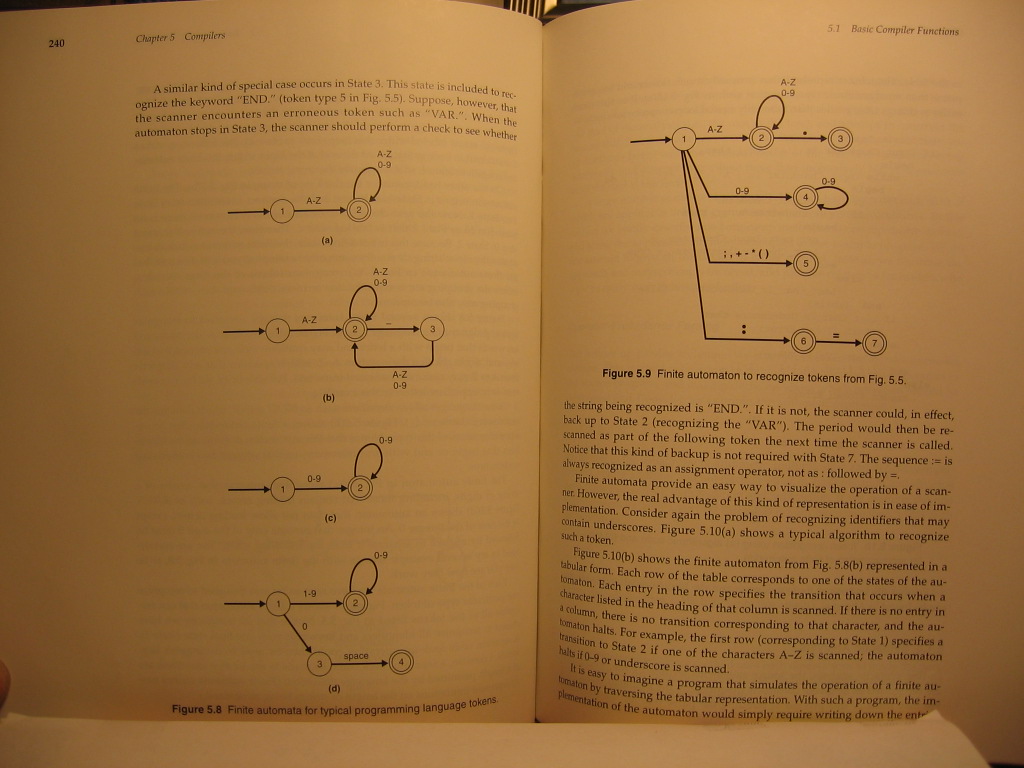 240
Chapter 5 Compilers
A similar kind of special case occurs in State 3. This state is included to rec-
ognize the keyword “END.” (token type 5 in Fig. 5.5). Suppose, however, that
the scanner encounters an erroneous token such as “VAR.”. When the
automaton stops in State 3, the scanner should perform a check to see whether
A-Z
0-9
1
A-Z
2
(a)
A-Z
0-9
1
A-Z
2
_
3
A-Z
0-9
(b)
0-9
1
0-9
2
(c)
0-9
1
1-9
2
0
3
space
4
(d)
Figure 5.8 Finite automata for typical programming language tokens.
5.1 Basic Compiler Functions
A-Z
0-9
1
A-Z
2
.
3
0-9
4
0-9
; , + - * ( )
5
:
6
=
7
Figure 5.9 Finite automaton to recognize tokens from Fig. 5.5.
the string being recognized is “END.”. If it is not, the scanner could, in effect,
back up to State 2 (recognizing the “VAR”). The period would then be re-
scanned as part of the following token the next time the scanner is called.
Notice that this kind of backup is not required with State 7. The sequence := is
always recognized as an assignment operator, not as : followed by =.
Finite automata provide an easy way to visualize the operation of a scan-
ner. However, the real advantage of this kind of representation is in ease of im-
plementation. Consider again the problem of recognizing identifiers that may
contain underscores. Figure 5.10(a) shows a typical algorithm to recognize
such a token.
Figure 5.10(b) shows the finite automaton from Fig. 5.8(b) represented in a
tabular form. Each row of the table corresponds to one of the states of the au-
tomaton. Each entry in the row specifies the transition that occurs when a
character listed in the heading of that column is scanned. If there is no entry in
a column, there is no transition corresponding to that character, and the au-
tomaton halts. For example, the first row (corresponding to State 1) specifies a
transition to State 2 if one of the characters A–Z is scanned; the automaton
halts if 0–9 or underscore is scanned.
It is easy to imagine a program that simulates the operation of a finite au-
tomaton by traversing the tabular representation. With such a program, the im-
plementation of the automaton would simply require writing down the